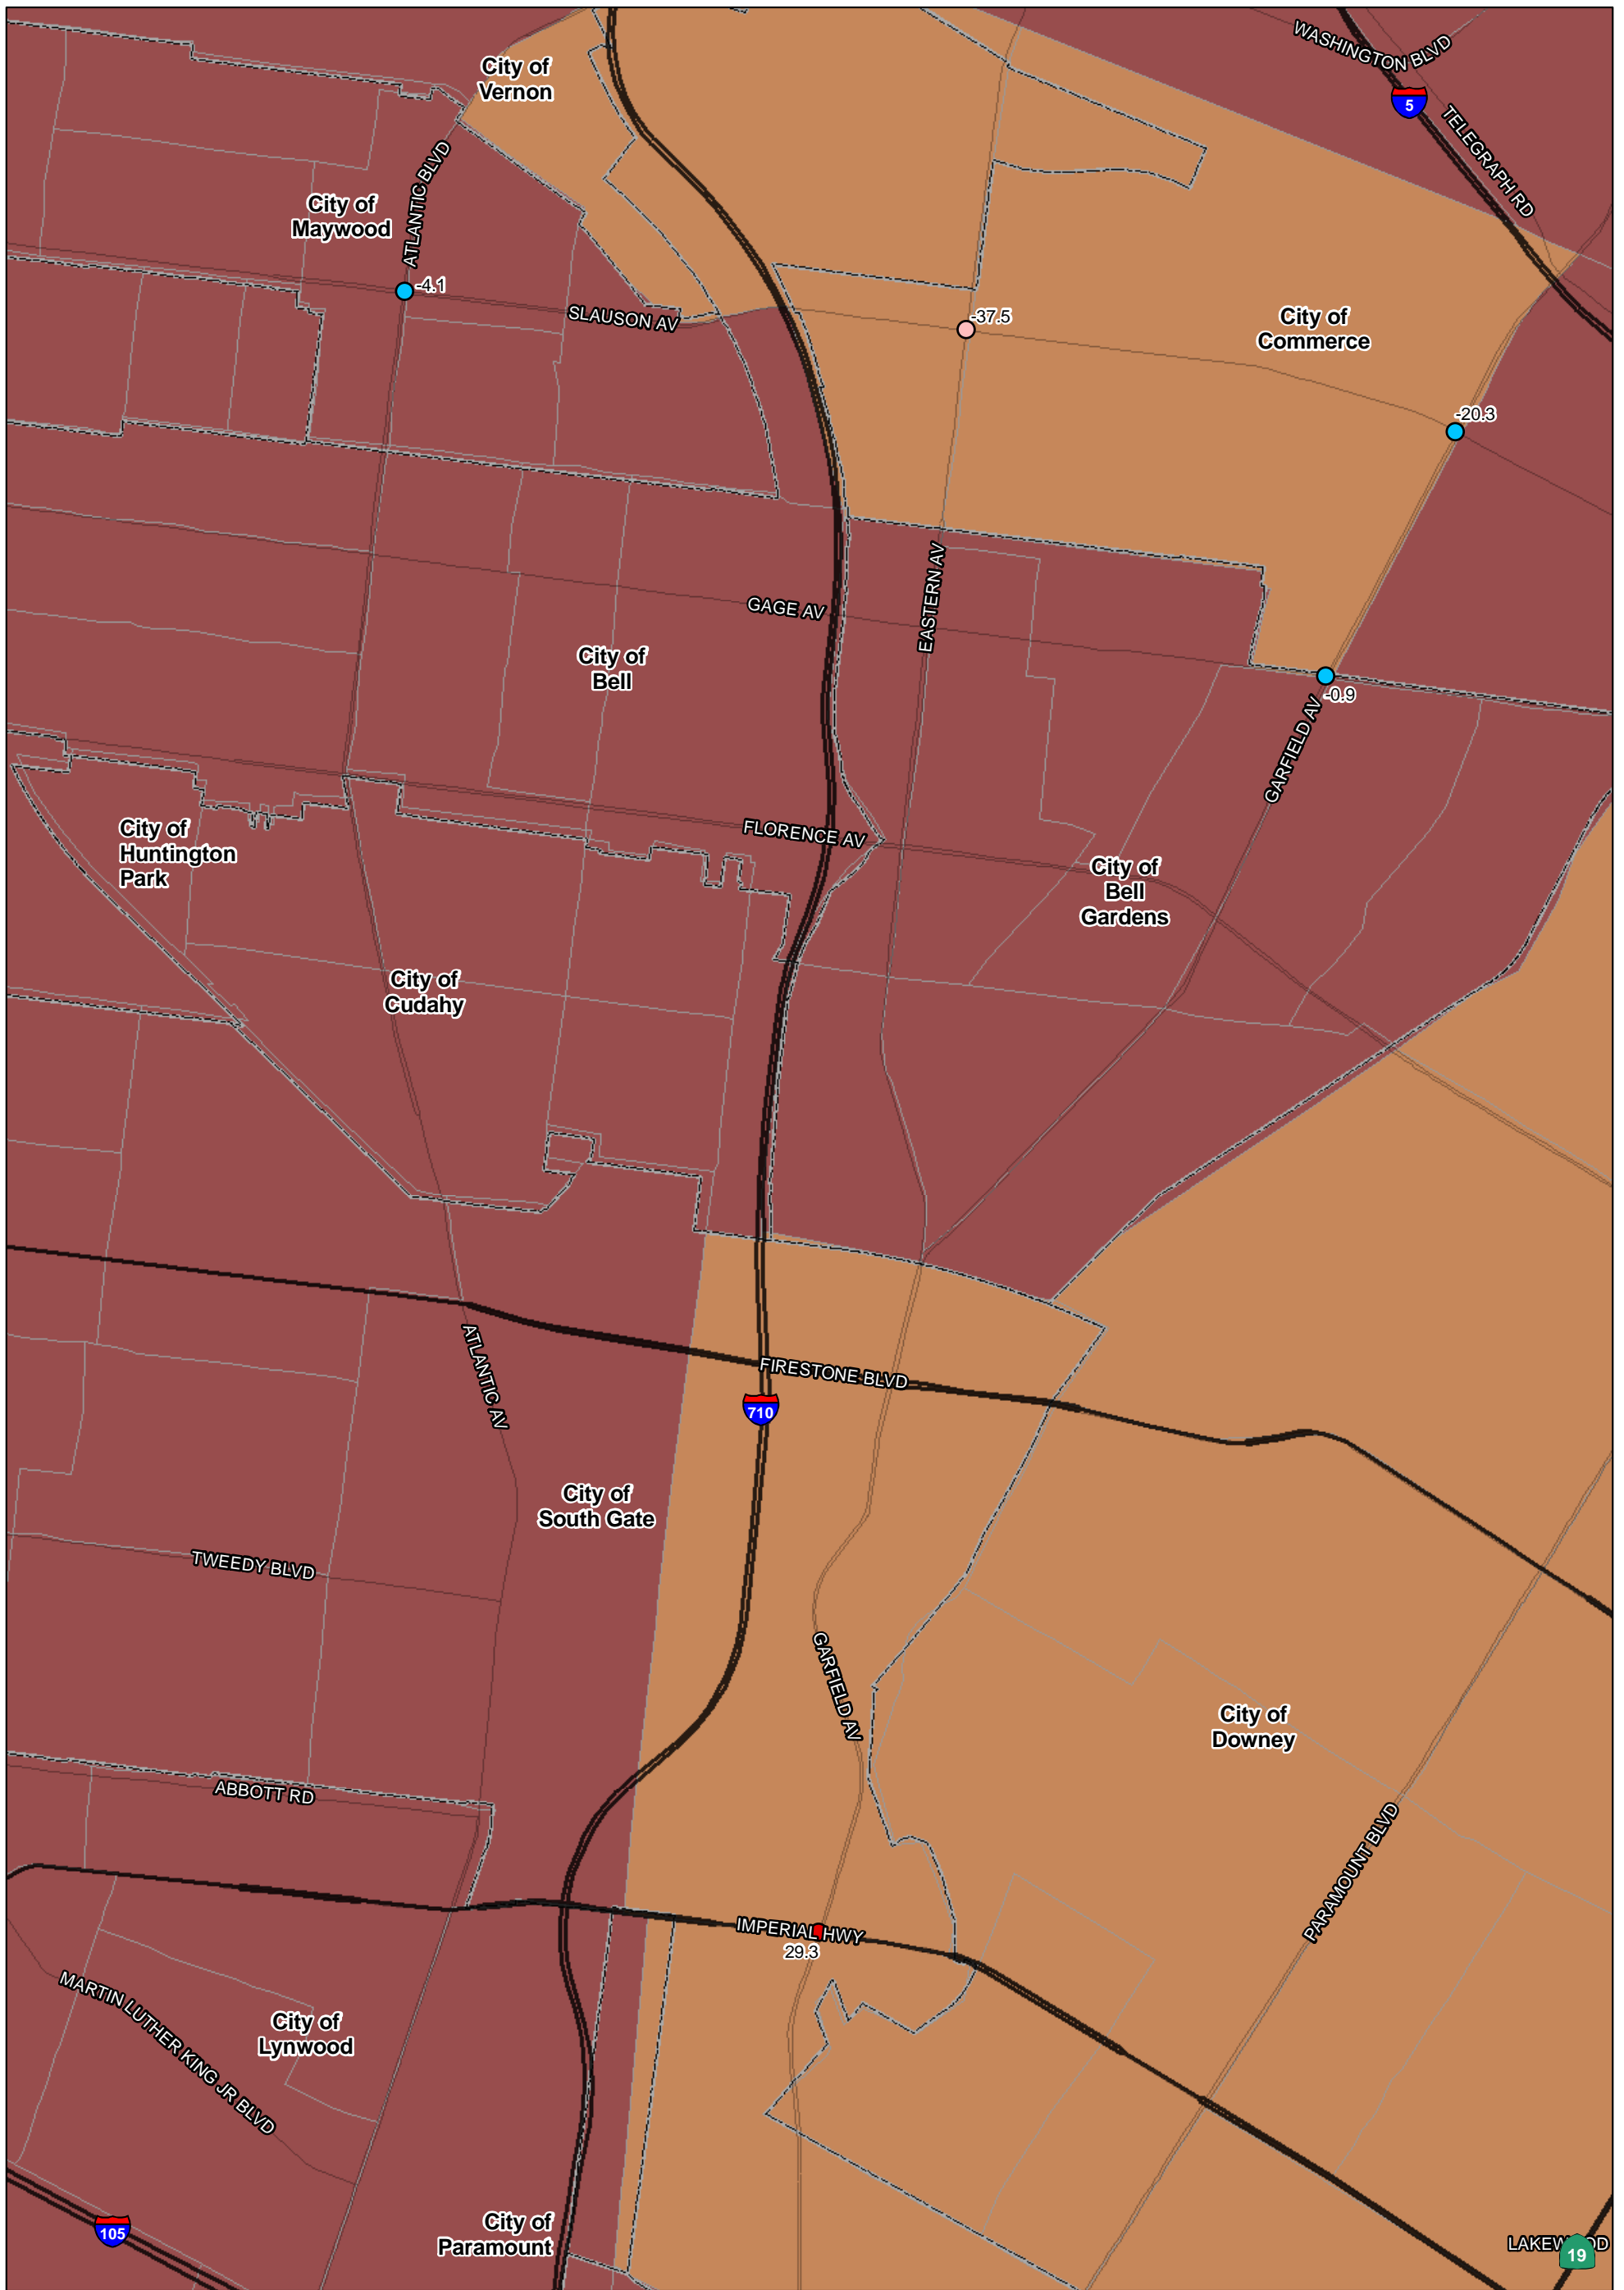 WASHINGTON BLVD
City of
Vernon
5
TELEGRAPH RD
ATLANTIC BLVD
City of
Maywood
-4.1
SLAUSON AV
-37.5
City of
Commerce
-20.3
EASTERN AV
GAGE AV
City of
Bell
-0.9
GARFIELD AV
FLORENCE AV
City of
Huntington
Park
City of
Bell
Gardens
City of
Cudahy
ATLANTIC AV
FIRESTONE BLVD
710
City of
South Gate
TWEEDY BLVD
GARFIELD AV
City of
Downey
ABBOTT RD
PARAMOUNT BLVD
IMPERIAL HWY
29.3
MARTIN LUTHER KING JR BLVD
City of
Lynwood
City of
Paramount
105
19